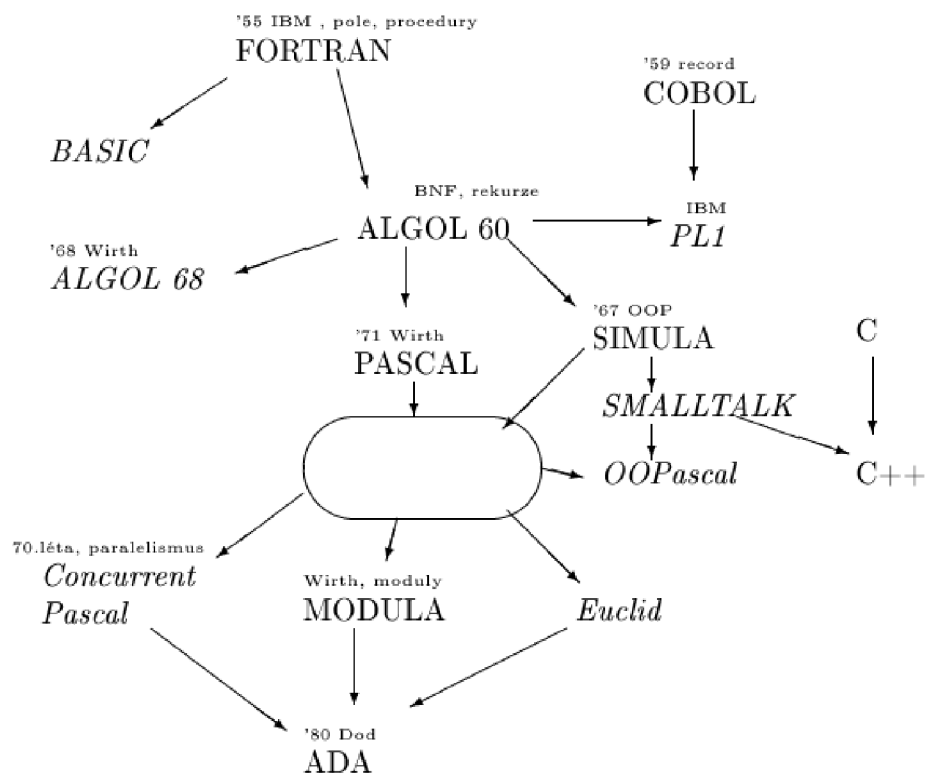 '55 IBM , pole, procedury
FORTRAN
'59 record
COBOL
BASIC
BNF, rekurze
ALGOL 60
IBM
PL1
'68 Wirth
ALGOL 68
'67 OOP
SIMULA
'71 Wirth
PASCAL
C
SMALLTALK
OOPascal
C++
70.léta, paralelismus
Concurrent
Pascal
Wirth, moduly
MODULA
Euclid
'80 Dod
ADA